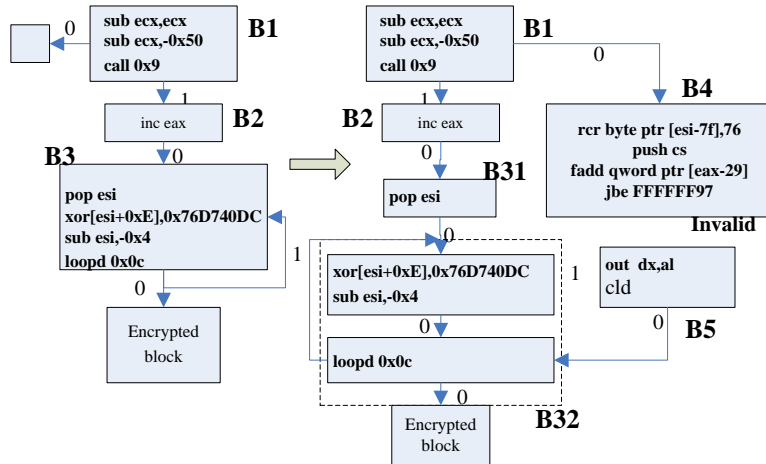 sub ecx,ecx
sub ecx,-0x50
call 0x9
B1
0
1
inc eax
B2
0
B3
pop esi
xor[esi+0xE],0x76D740DC
sub esi,-0x4
loopd 0x0c
1
0
Encrypted
block
sub ecx,ecx
sub ecx,-0x50
call 0x9
B1
0
1
B2
inc eax
0
B31
pop esi
0
B4
rcr byte ptr [esi-7f],76
push cs
fadd qword ptr [eax-29]
jbe FFFFFF97
Invalid
xor[esi+0xE],0x76D740DC
sub esi,-0x4
1
0
loopd 0x0c
out dx,al
cld
0
B5
0
B32
Encrypted
block